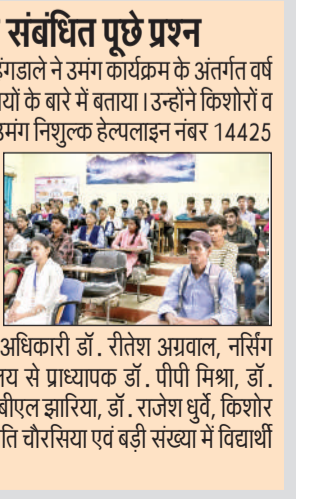 संबंधित पूछे प्रश्न
ने उमंग कार्यक्रम के अंतर्गत वर्ष
के बारे में बताया। उन्होंने किशोरों व
उमंग निशुल्क हेल्पलाइन नंबर 14425
अधिकारी डॉ. रीतेश अग्रवाल, नर्सिंग
से प्राध्यापक डॉ. पीपी मिश्रा, डॉ.
बीएल झारिया, डॉ. राजेश धुर्वे, किशोर
चौरसिया एवं बड़ी संख्या में विद्यार्थी